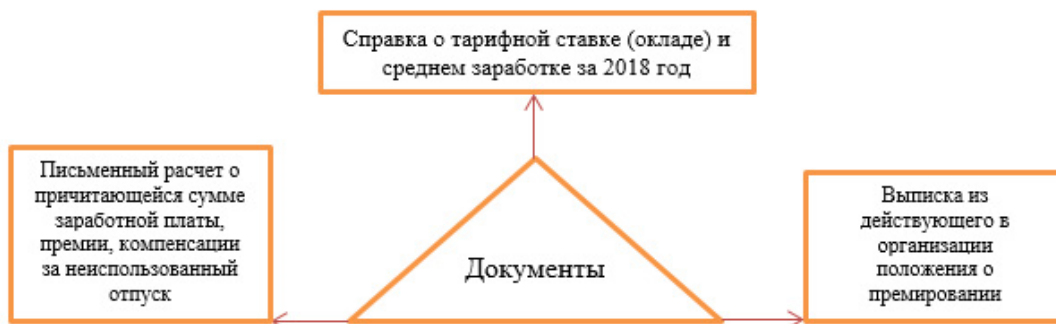 Справка о тарифной ставке (окладе) и
среднем заработке за 2018 год
Письменный расчет о
причитающейся сумме
заработной платы,
премии, компенсации
за неиспользованный
отпуск
Документы
Выписка из
действующего в
организации
положения о
премировании